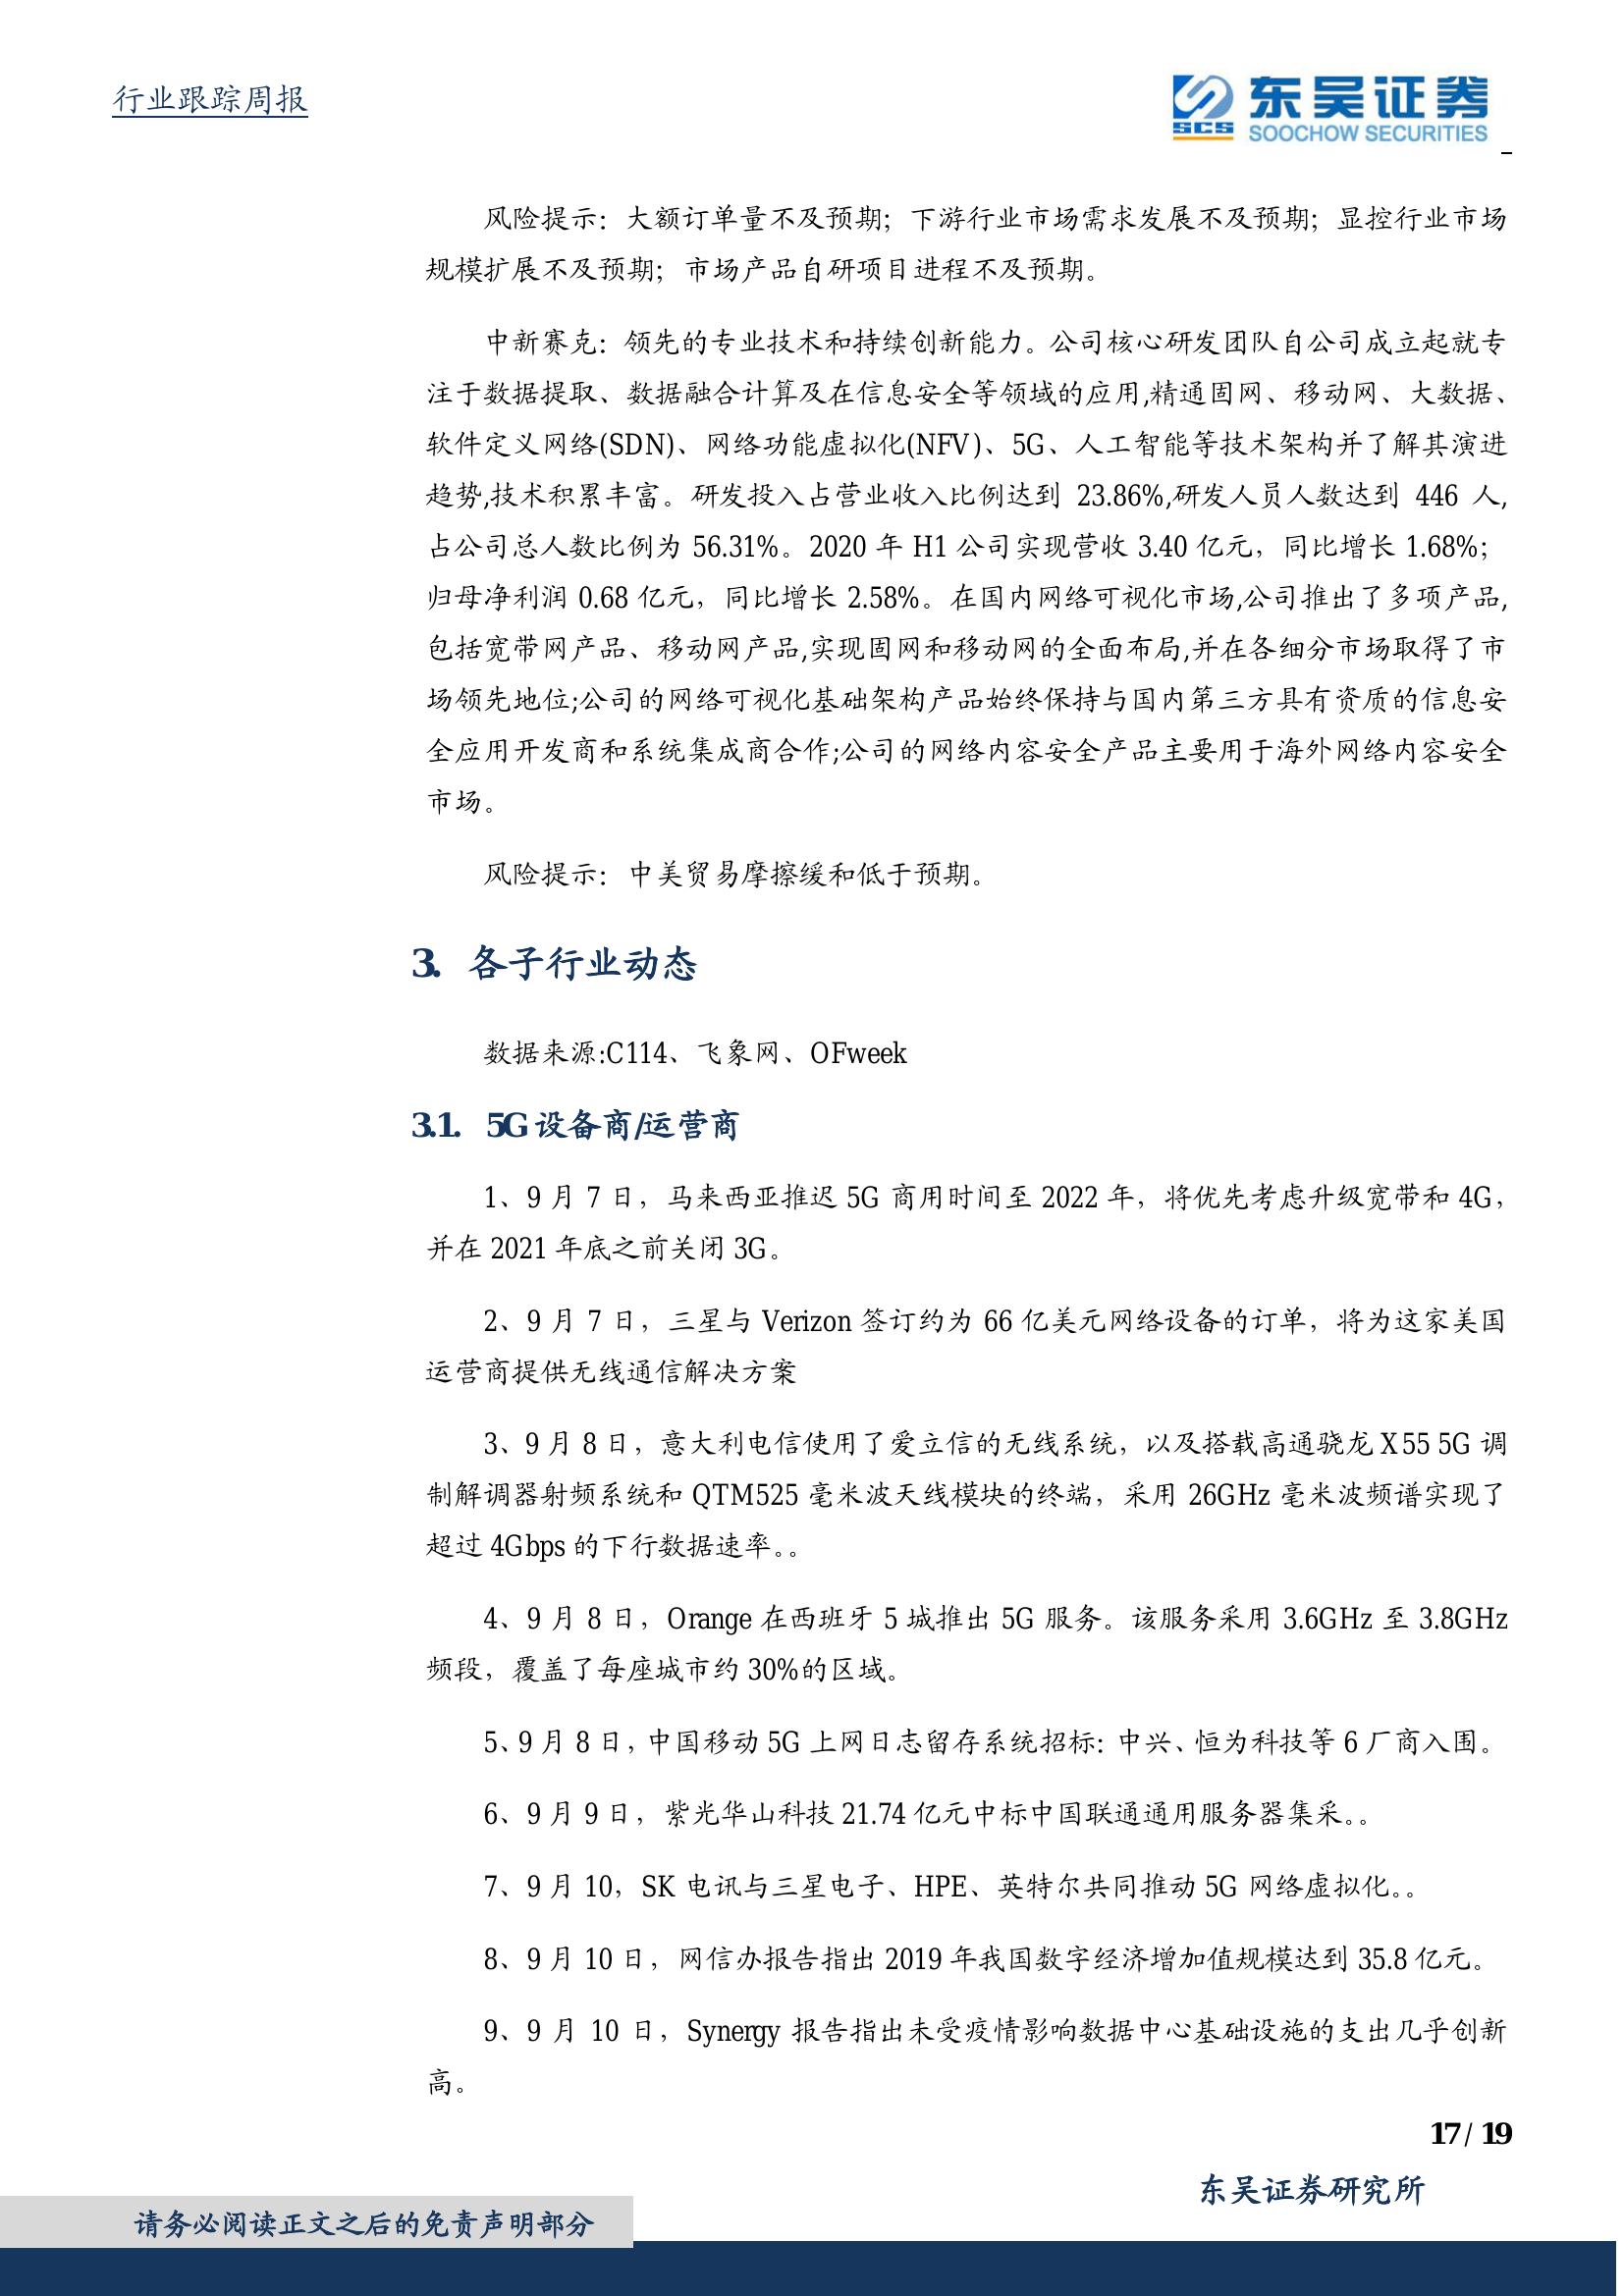 行业跟踪周报
SCS
东吴证券
SOOCHOW SECURITIES
风险提示：大额订单量不及预期；下游行业市场需求发展不及预期；显控行业市场
规模扩展不及预期；市场产品自研项目进程不及预期。
中新赛克：领先的专业技术和持续创新能力。公司核心研发团队自公司成立起就专
注于数据提取、数据融合计算及在信息安全等领域的应用,精通固网、移动网、大数据、
软件定义网络(SDN)、网络功能虚拟化(NFV)、5G、人工智能等技术架构并了解其演进
趋势,技术积累丰富。研发投入占营业收入比例达到 23.86%,研发人员人数达到 446 人,
占公司总人数比例为 56.31%。2020 年 H1 公司实现营收 3.40 亿元，同比增长 1.68%；
归母净利润 0.68 亿元，同比增长 2.58%。在国内网络可视化市场,公司推出了多项产品,
包括宽带网产品、移动网产品,实现固网和移动网的全面布局,并在各细分市场取得了市
场领先地位;公司的网络可视化基础架构产品始终保持与国内第三方具有资质的信息安
全应用开发商和系统集成商合作;公司的网络内容安全产品主要用于海外网络内容安全
市场。
风险提示：中美贸易摩擦缓和低于预期。
3. 各子行业动态
数据来源:C114、飞象网、OFweek
3.1. 5G 设备商/运营商
1、9 月 7 日，马来西亚推迟 5G 商用时间至 2022 年，将优先考虑升级宽带和 4G，
并在 2021 年底之前关闭 3G。
2、9 月 7 日，三星与 Verizon 签订约为 66 亿美元网络设备的订单，将为这家美国
运营商提供无线通信解决方案
3、9 月 8 日，意大利电信使用了爱立信的无线系统，以及搭载高通骁龙 X55 5G 调
制解调器射频系统和 QTM525 毫米波天线模块的终端，采用 26GHz 毫米波频谱实现了
超过 4Gbps 的下行数据速率。。
4、9 月 8 日，Orange 在西班牙 5 城推出 5G 服务。该服务采用 3.6GHz 至 3.8GHz
频段，覆盖了每座城市约 30%的区域。
5、9 月 8 日，中国移动 5G 上网日志留存系统招标：中兴、恒为科技等 6 厂商入围。
6、9 月 9 日，紫光华山科技 21.74 亿元中标中国联通通用服务器集采。。
7、9 月 10，SK 电讯与三星电子、HPE、英特尔共同推动 5G 网络虚拟化。。
8、9 月 10 日，网信办报告指出 2019 年我国数字经济增加值规模达到 35.8 亿元。
9、9 月 10 日，Synergy 报告指出未受疫情影响数据中心基础设施的支出几乎创新
高。
17 / 19
东吴证券研究所
请务必阅读正文之后的免责声明部分